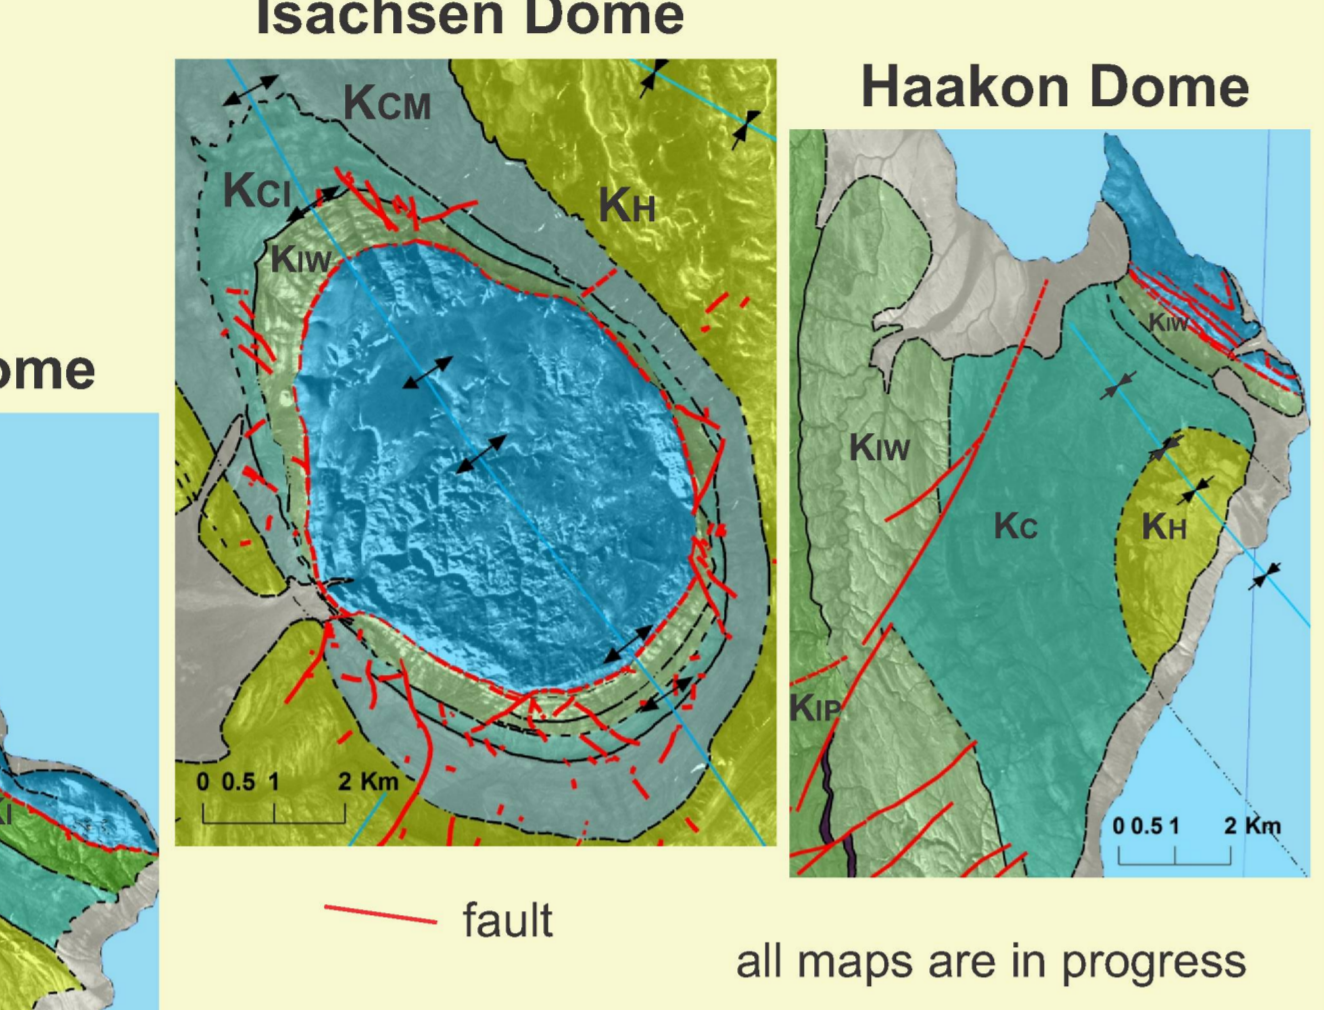 Isachsen Dome
Haakon Dome
KCM
KCI
KH
KIW
KIW
ome
KIW
KC
KH
KIP
0 0.5 1 2 Km
KI
0 0.5 1 2 Km
fault
all maps are in progress